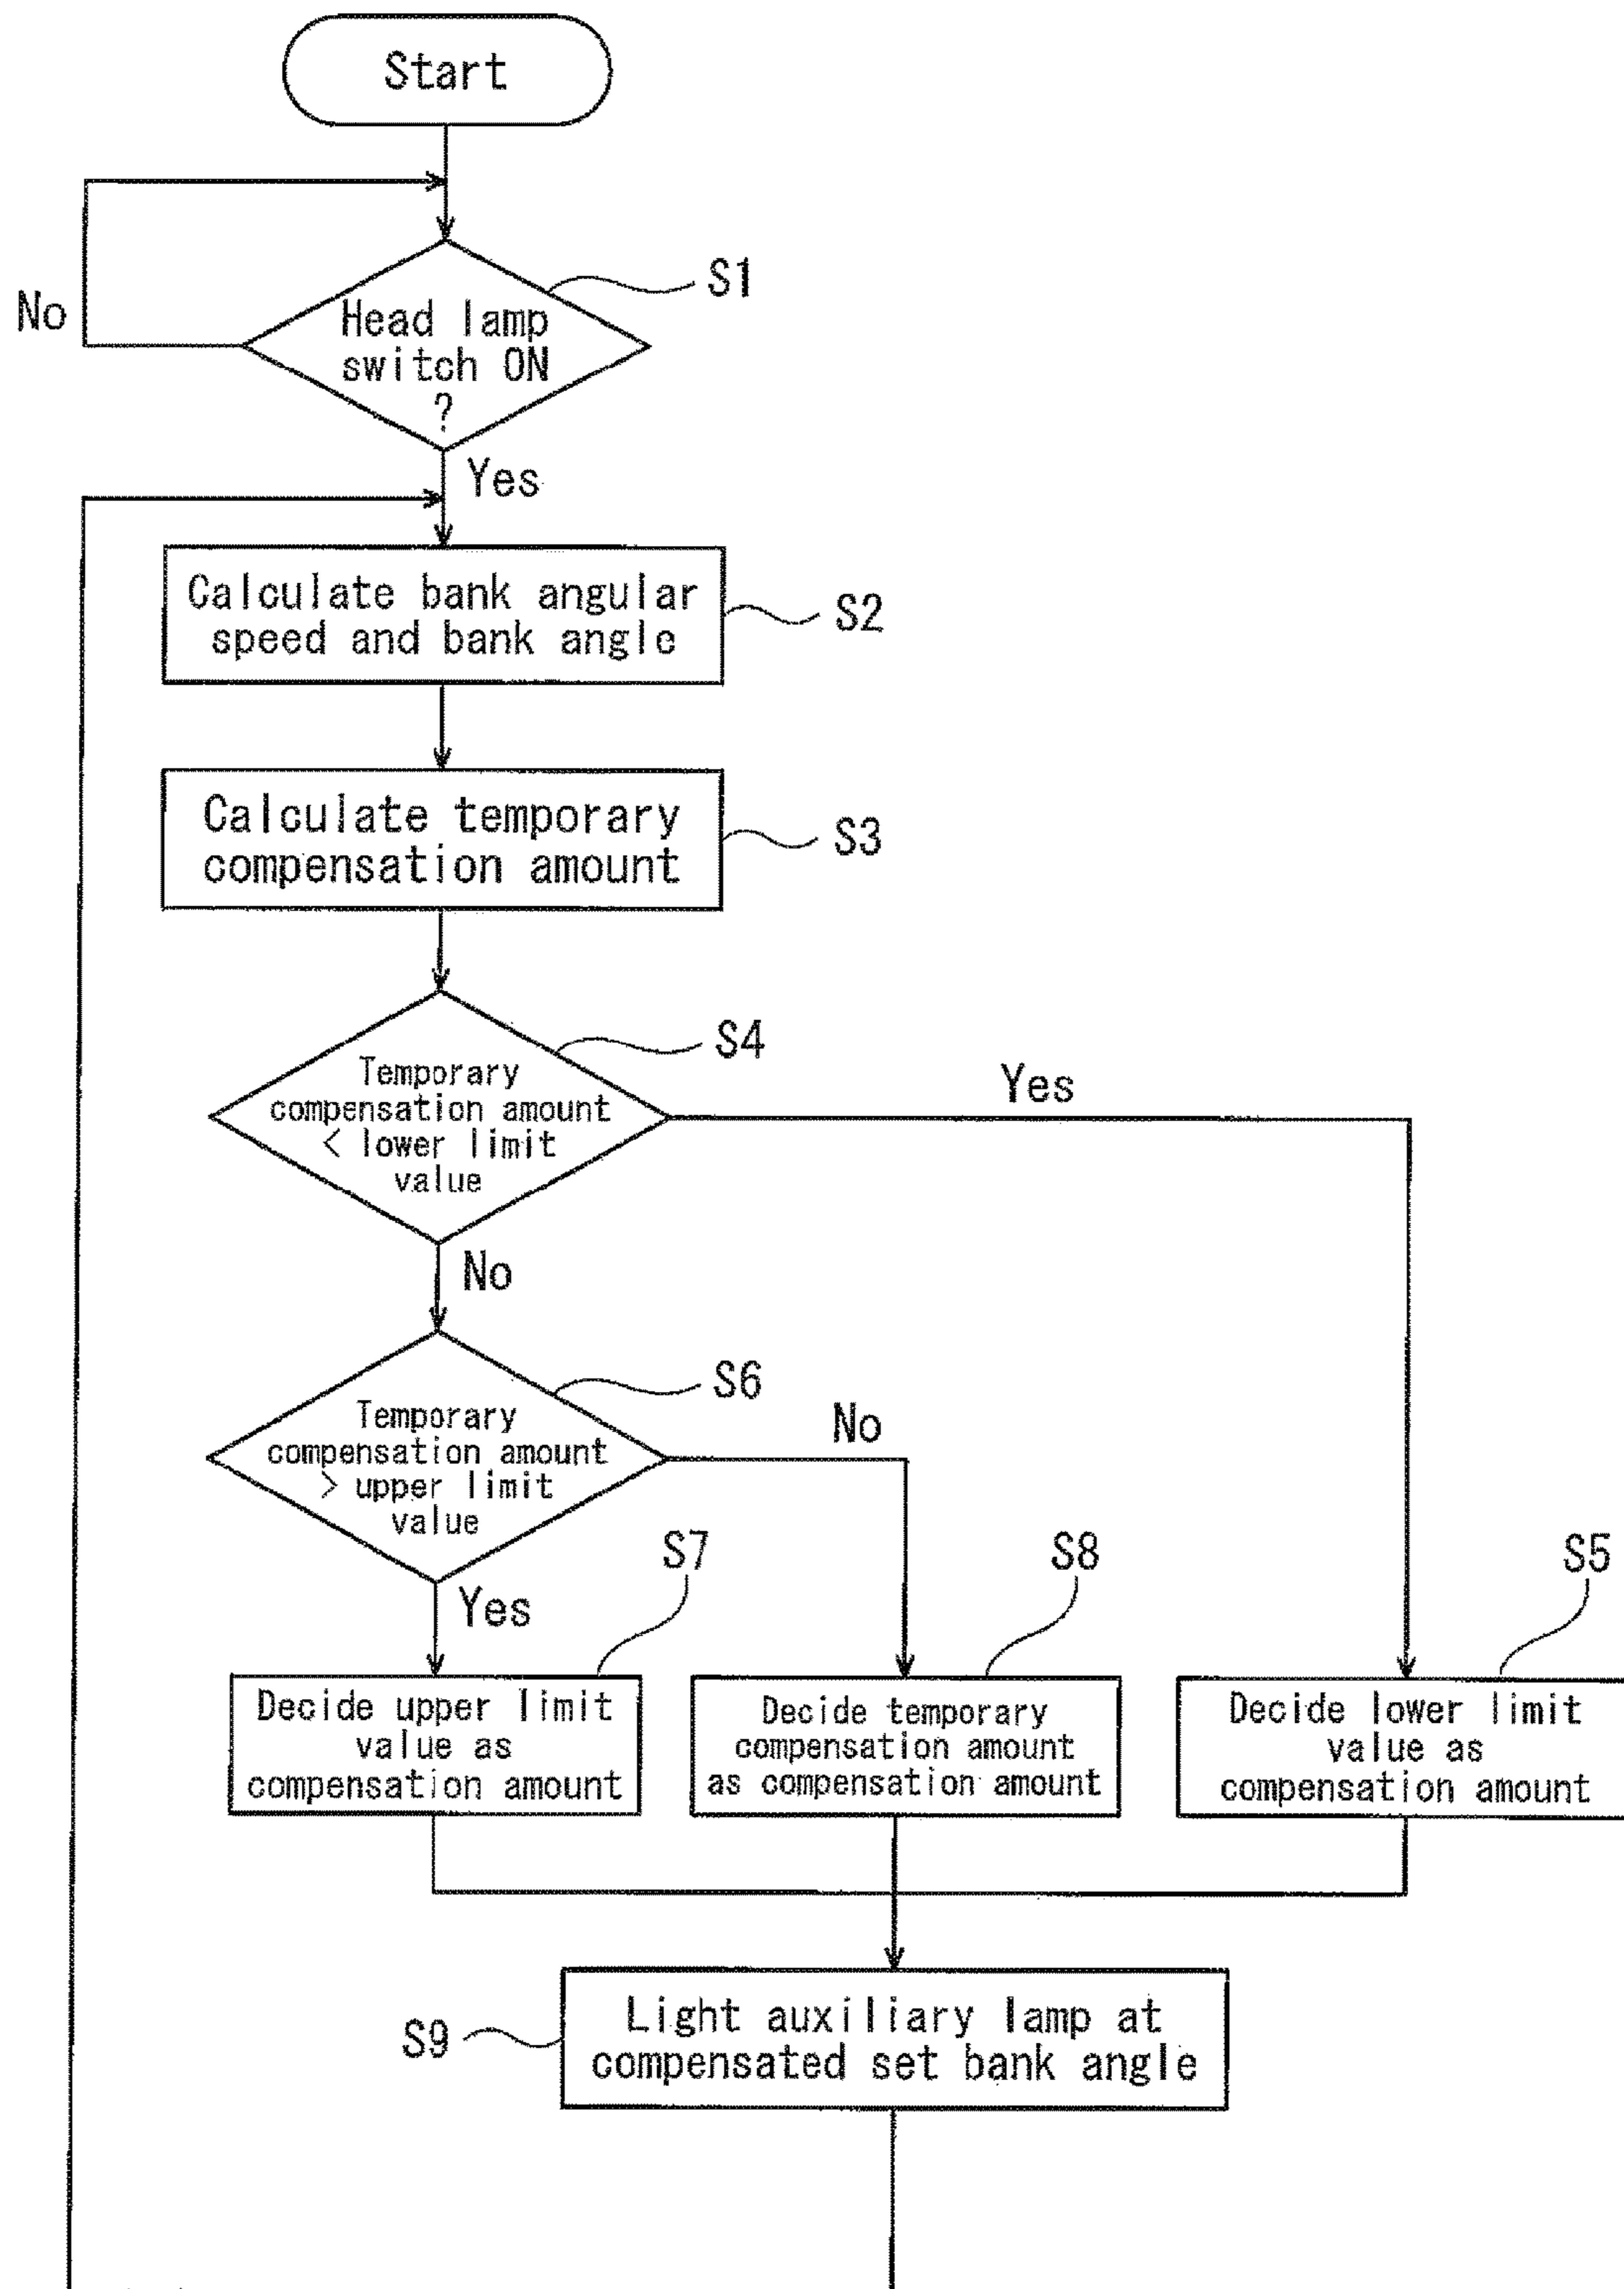 Start
S1
No
Head lamp
switch ON
?
Yes
Calculate bank angular
speed and bank angle
S2
Calculate temporary
compensation amount
S3
S4
Temporary
compensation amount
< lower limit
value
Yes
No
S6
Temporary
compensation amount
> upper limit
value
No
Yes
S7
S8
S5
Decide upper limit
value as
compensation amount
Decide temporary
compensation amount
as compensation amount
Decide lower limit
value as
compensation amount
S9
Light auxiliary lamp at
compensated set bank angle